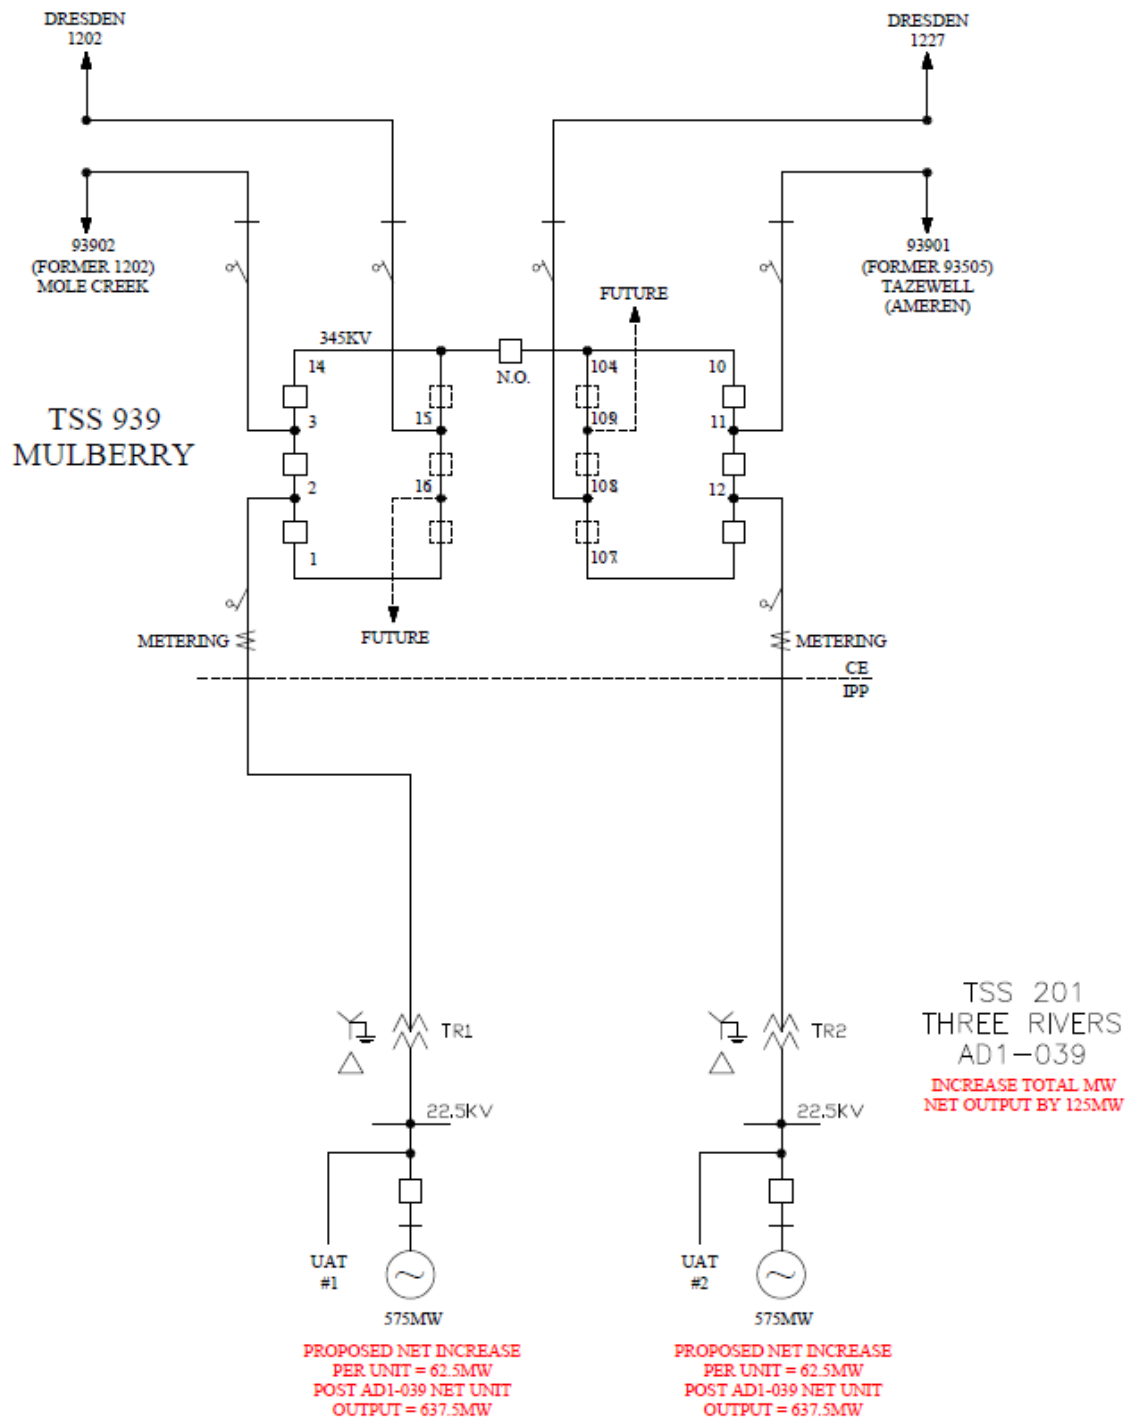 DRESDEN
1202
DRESDEN
1227
93902
(FORMER 1202)
MOLE CREEK
93901
(FORMER 93505)
TAZEWELL
(AMEREN)
FUTURE
345KV
N.O.
14
104
10
TSS 939
MULBERRY
3
15
109
11
2
16
108
12
1
107
FUTURE
METERING
METERING
CE
IPP
TSS 201
THREE RIVERS
AD1-039
INCREASE TOTAL MW
NET OUTPUT BY 125MW
TR1
TR2
22.5KV
22.5KV
UAT
#1
UAT
#2
575MW
575MW
PROPOSED NET INCREASE
PER UNIT = 62.5MW
POST AD1-039 NET UNIT
OUTPUT = 637.5MW
PROPOSED NET INCREASE
PER UNIT = 62.5MW
POST AD1-039 NET UNIT
OUTPUT = 637.5MW